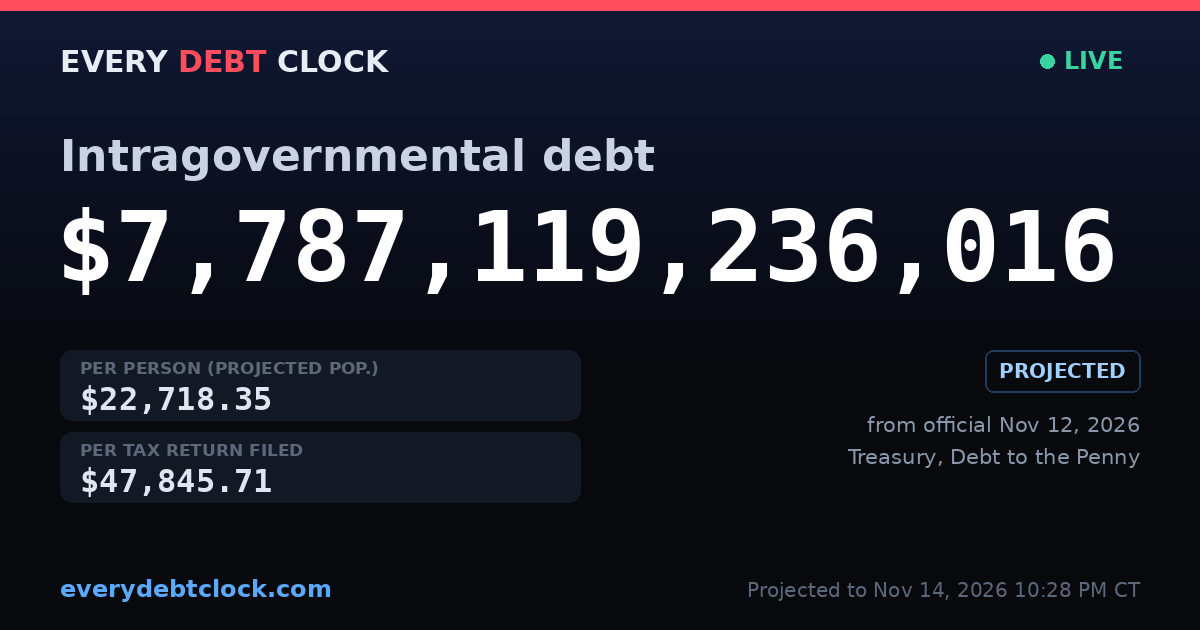 EVERY DEBT CLOCK
LIVE
Intragovernmental debt
$7,787,119,236,016
PER PERSON (PROJECTED POP.)
$22,718.35
PER TAX RETURN FILED
$47,845.71
PROJECTED
from official Nov 12, 2026
Treasury, Debt to the Penny
everydebtclock.com
Projected to Nov 14, 2026 10:28 PM CT